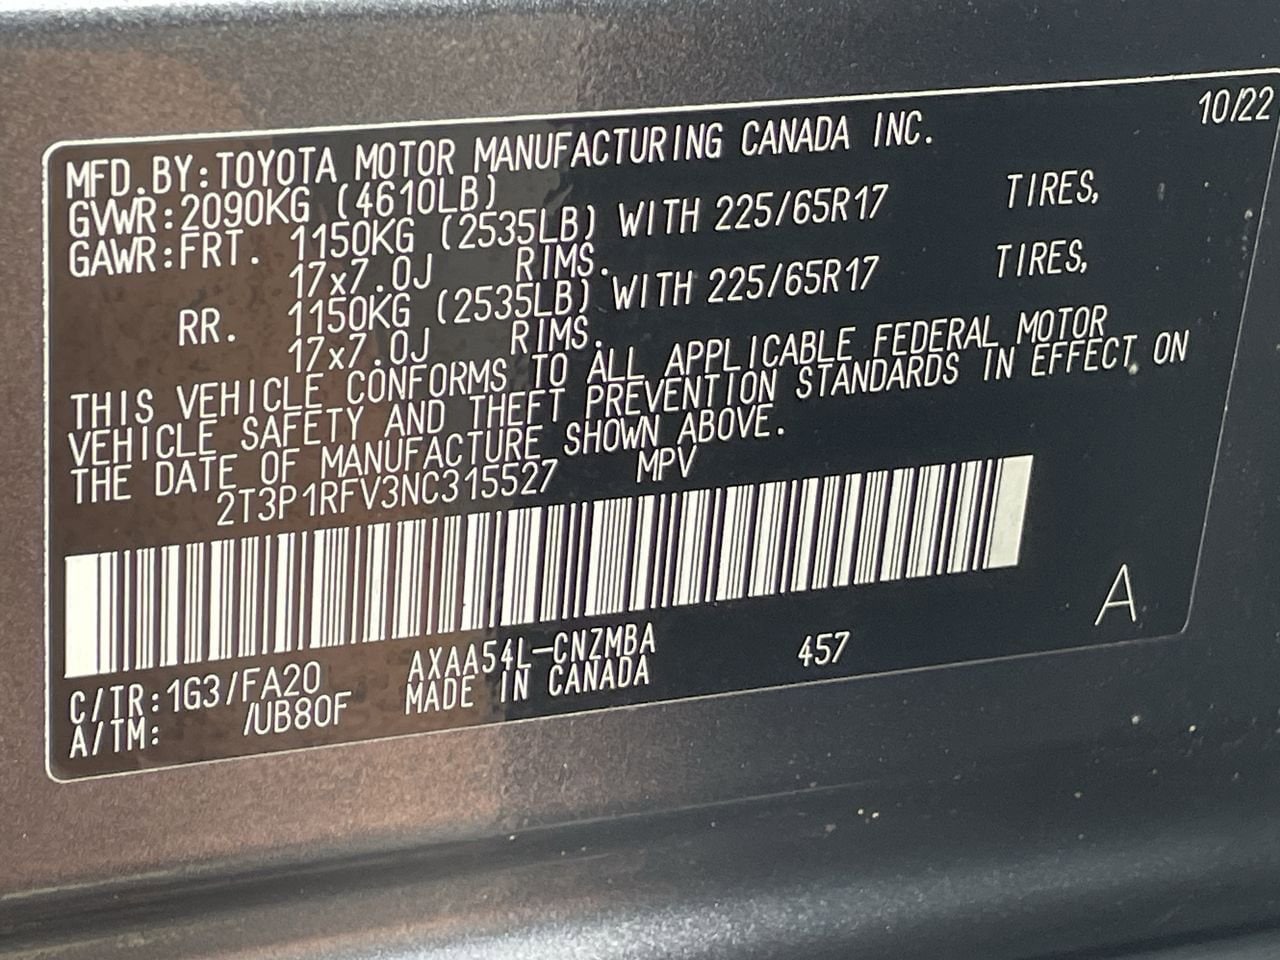 10/22
MFD.BY:TOYOTA MOTOR MANUFACTURING CANADA INC.
GVWR:2090KG (4610LB)
GAWR:FRT. 1150KG (2535LB) WITH 225/65R17 TIRES,
17x7.0J RIMS.
RR. 1150KG (2535LB) WITH 225/65R17 TIRES,
17x7.0J RIMS.
THIS VEHICLE CONFORMS TO ALL APPLICABLE FEDERAL MOTOR
VEHICLE SAFETY AND THEFT PREVENTION STANDARDS IN EFFECT ON
THE DATE OF MANUFACTURE SHOWN ABOVE.
2T3P1RFV3NC315527 MPV
A
C/TR:1G3/FA20 AXAA54L-CNZMBA 457
A/TM: /UB80F MADE IN CANADA